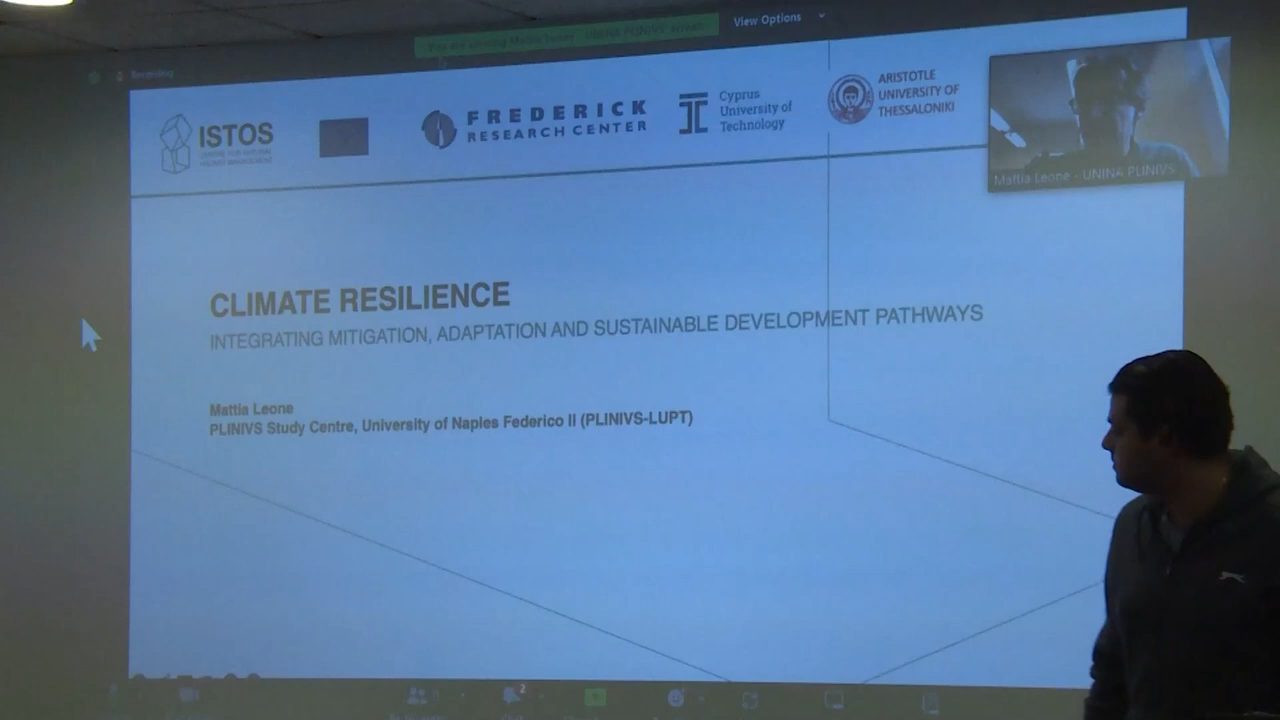 You are viewing Mattia Leone - UNINA PLINIVS' screen
View Options
Recording
ISTOS
FREDERICK
RESEARCH CENTER
Cyprus
University of
Technology
ARISTOTLE
UNIVERSITY OF
THESSALONIKI
Mattia Leone - UNINA PLINIVS
CLIMATE RESILIENCE
INTEGRATING MITIGATION, ADAPTATION AND SUSTAINABLE DEVELOPMENT PATHWAYS
Mattia Leone
PLINIVS Study Centre, University of Naples Federico II (PLINIVS-LUPT)
2